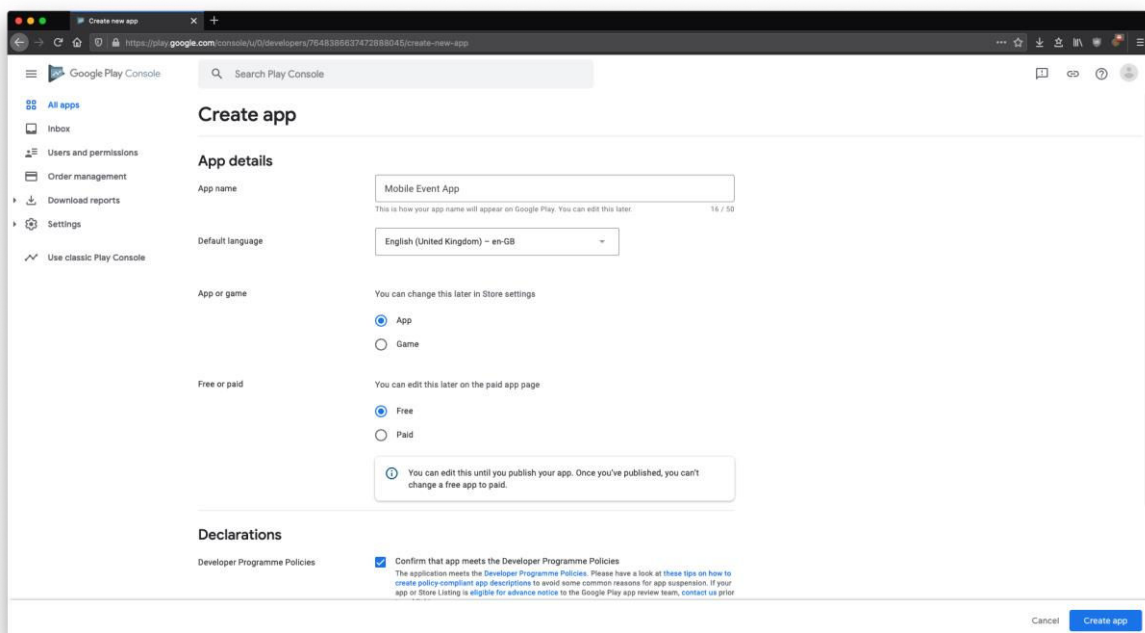 Create new app
https://play.google.com/console/u/0/developers/7648386637472888045/create-new-app
Google Play Console
Search Play Console
All apps
Inbox
Users and permissions
Order management
Download reports
Settings
Use classic Play Console
Create app
App details
App name
Mobile Event App
This is how your app name will appear on Google Play. You can edit this later.
16 / 50
Default language
English (United Kingdom) – en-GB
App or game
You can change this later in Store settings
App
Game
Free or paid
You can edit this later on the paid app page
Free
Paid
You can edit this until you publish your app. Once you've published, you can't
change a free app to paid.
Declarations
Developer Programme Policies
Confirm that app meets the Developer Programme Policies
The application meets the Developer Programme Policies. Please have a look at these tips on how to
create policy-compliant app descriptions to avoid some common reasons for app suspension. If your
app or Store Listing is eligible for advance notice to the Google Play app review team, contact us prior
Cancel
Create app